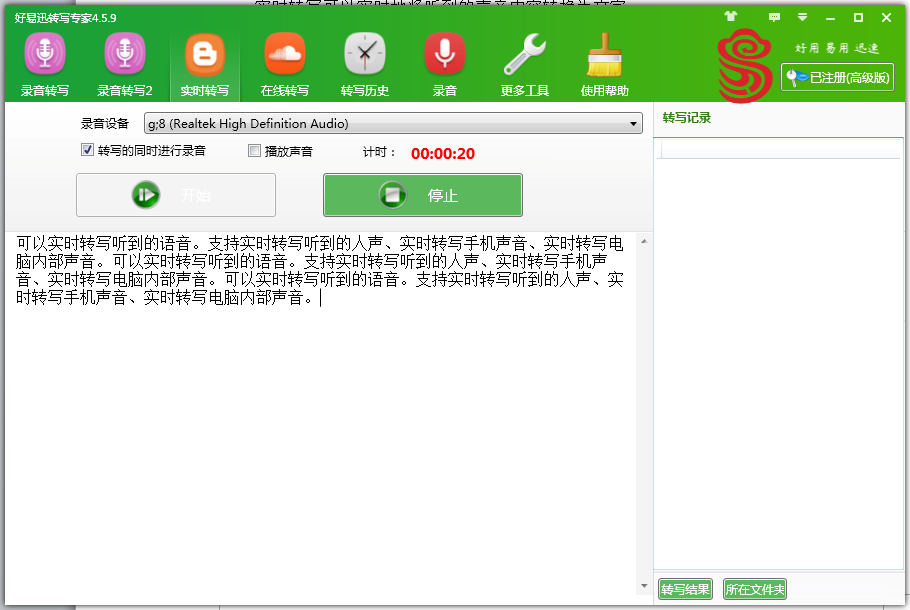 好易迅转写专家4.5.9
好用 易用 迅速
已注册(高级版)
录音转写
录音转写2
实时转写
在线转写
转写历史
录音
更多工具
使用帮助
录音设备
g;8 (Realtek High Definition Audio)
转写的同时进行录音
播放声音
计时：
00:00:20
开始
停止
可以实时转写听到的语音。支持实时转写听到的人声、实时转写手机声音、实时转写电
脑内部声音。可以实时转写听到的语音。支持实时转写听到的人声、实时转写手机声
音、实时转写电脑内部声音。可以实时转写听到的语音。支持实时转写听到的人声、实
时转写手机声音、实时转写电脑内部声音。
转写记录
转写结果
所在文件夹